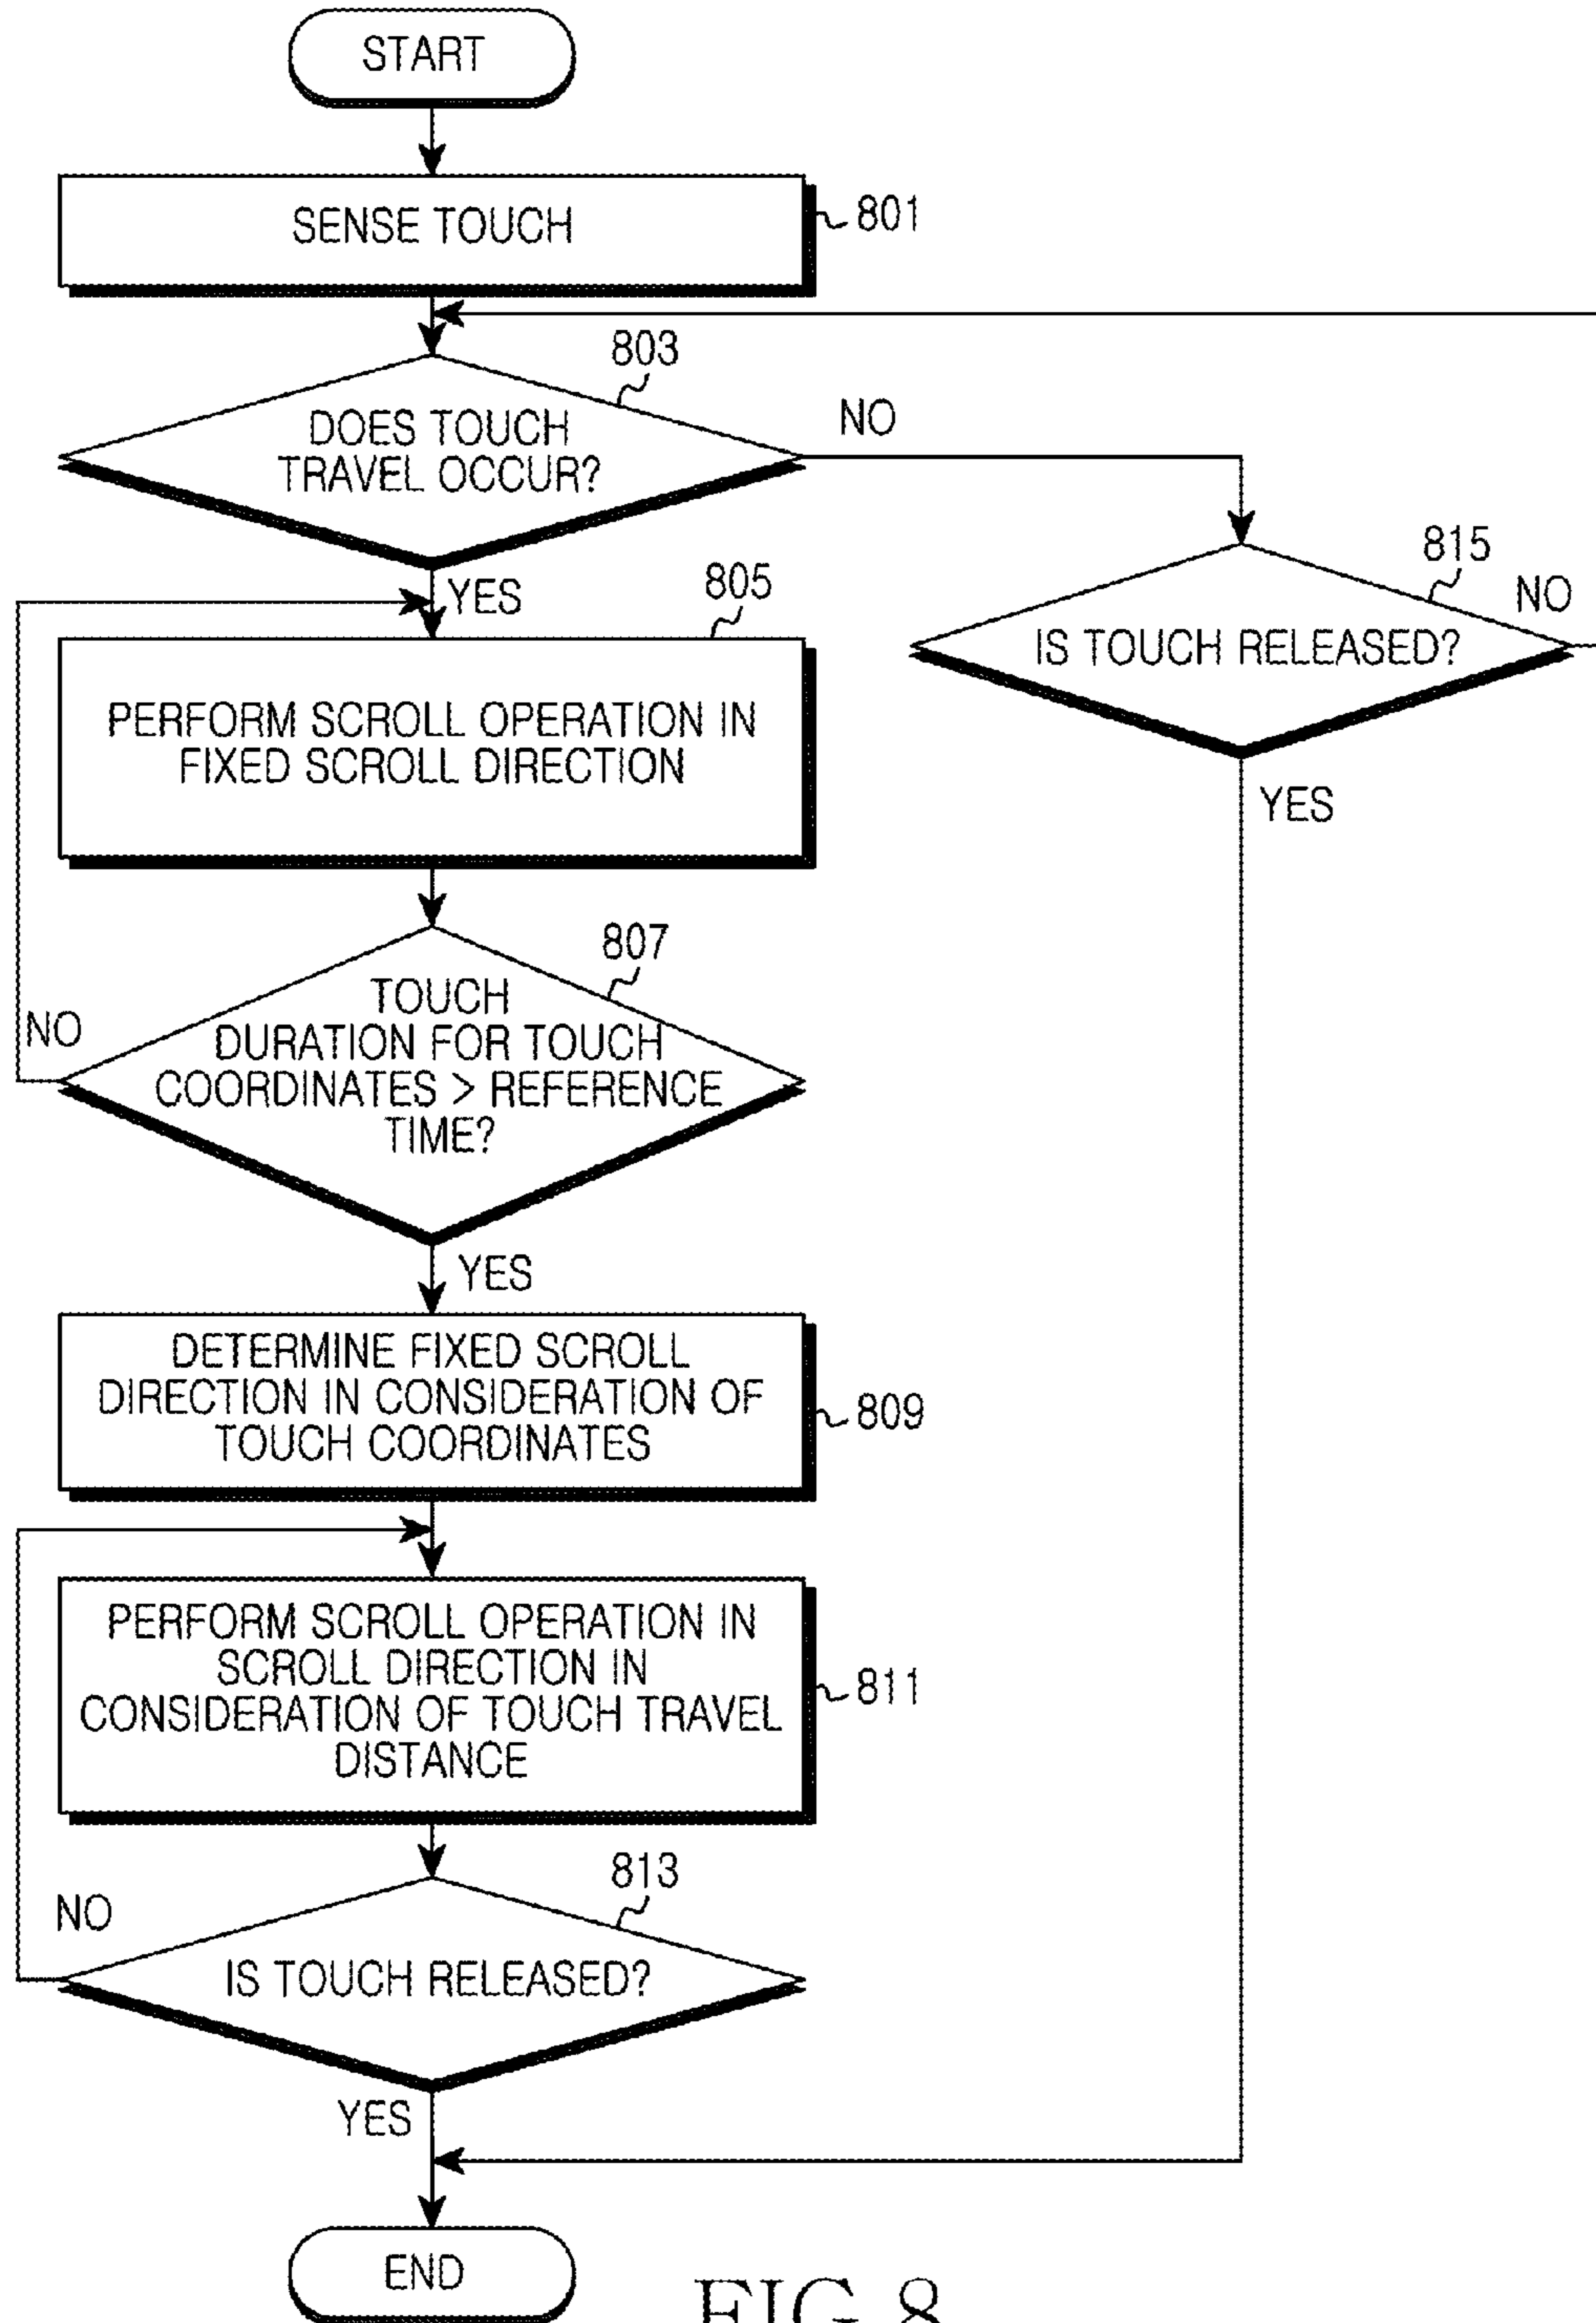 START
SENSE TOUCH
801
803
DOES TOUCH
TRAVEL OCCUR?
NO
YES
805
PERFORM SCROLL OPERATION IN
FIXED SCROLL DIRECTION
815
NO
IS TOUCH RELEASED?
YES
807
TOUCH
DURATION FOR TOUCH
COORDINATES > REFERENCE
TIME?
NO
YES
DETERMINE FIXED SCROLL
DIRECTION IN CONSIDERATION OF
TOUCH COORDINATES
809
PERFORM SCROLL OPERATION IN
SCROLL DIRECTION IN
CONSIDERATION OF TOUCH TRAVEL
DISTANCE
811
813
NO
IS TOUCH RELEASED?
YES
END
FIG.8